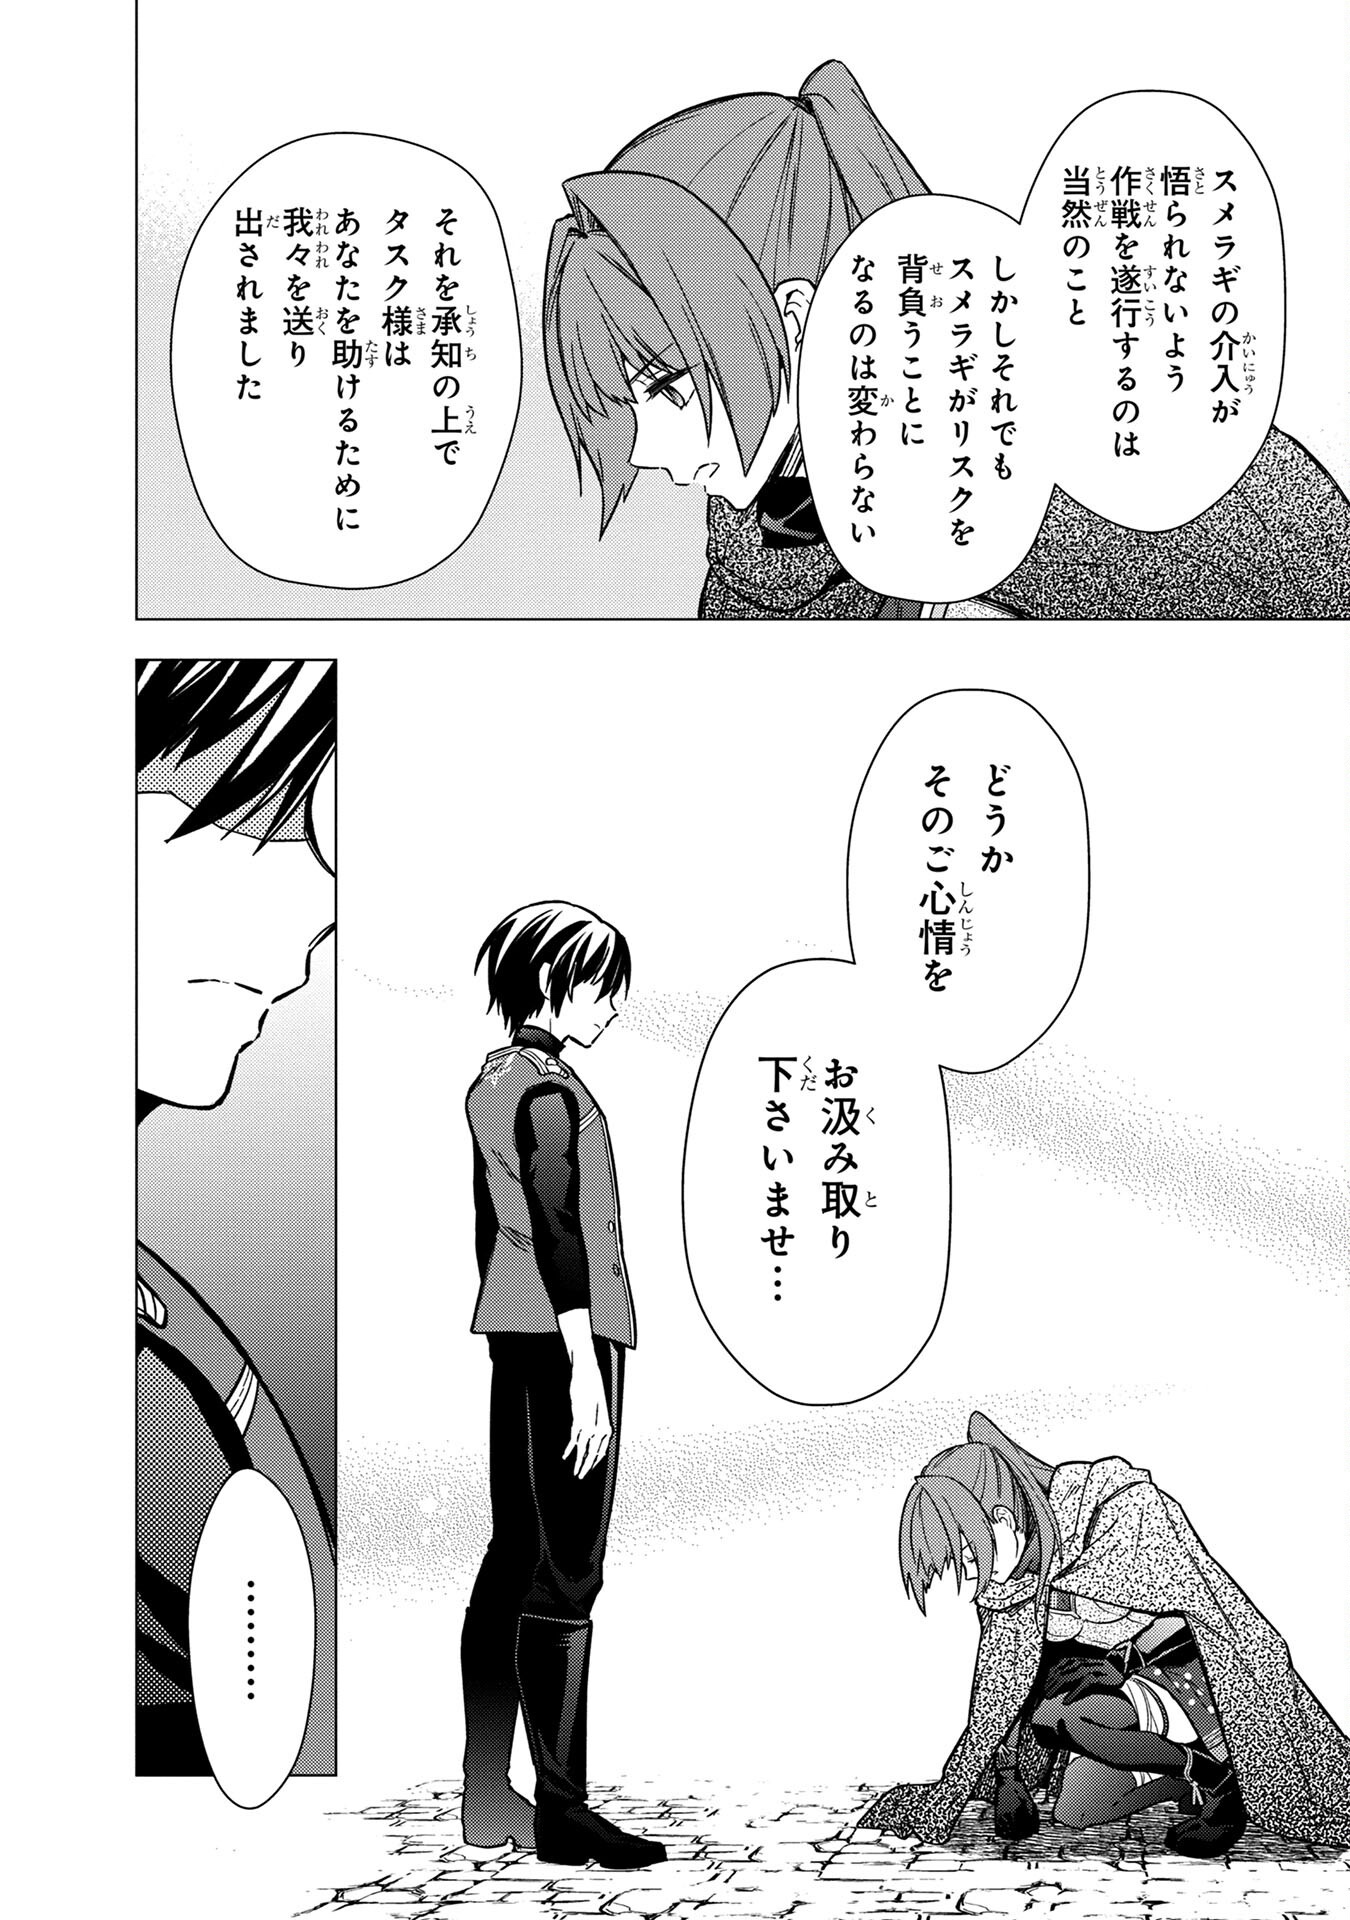 スメラギの介入が
悟られないよう
作戦を遂行するのは
当然のこと
しかしそれでも
スメラギがリスクを
背負うことに
なるのは変わらない
それを承知の上で
タスク様は
あなたを助けるために
我々を送り
出されました
どうか
そのご心情を
お汲み取り
下さいませ…
………